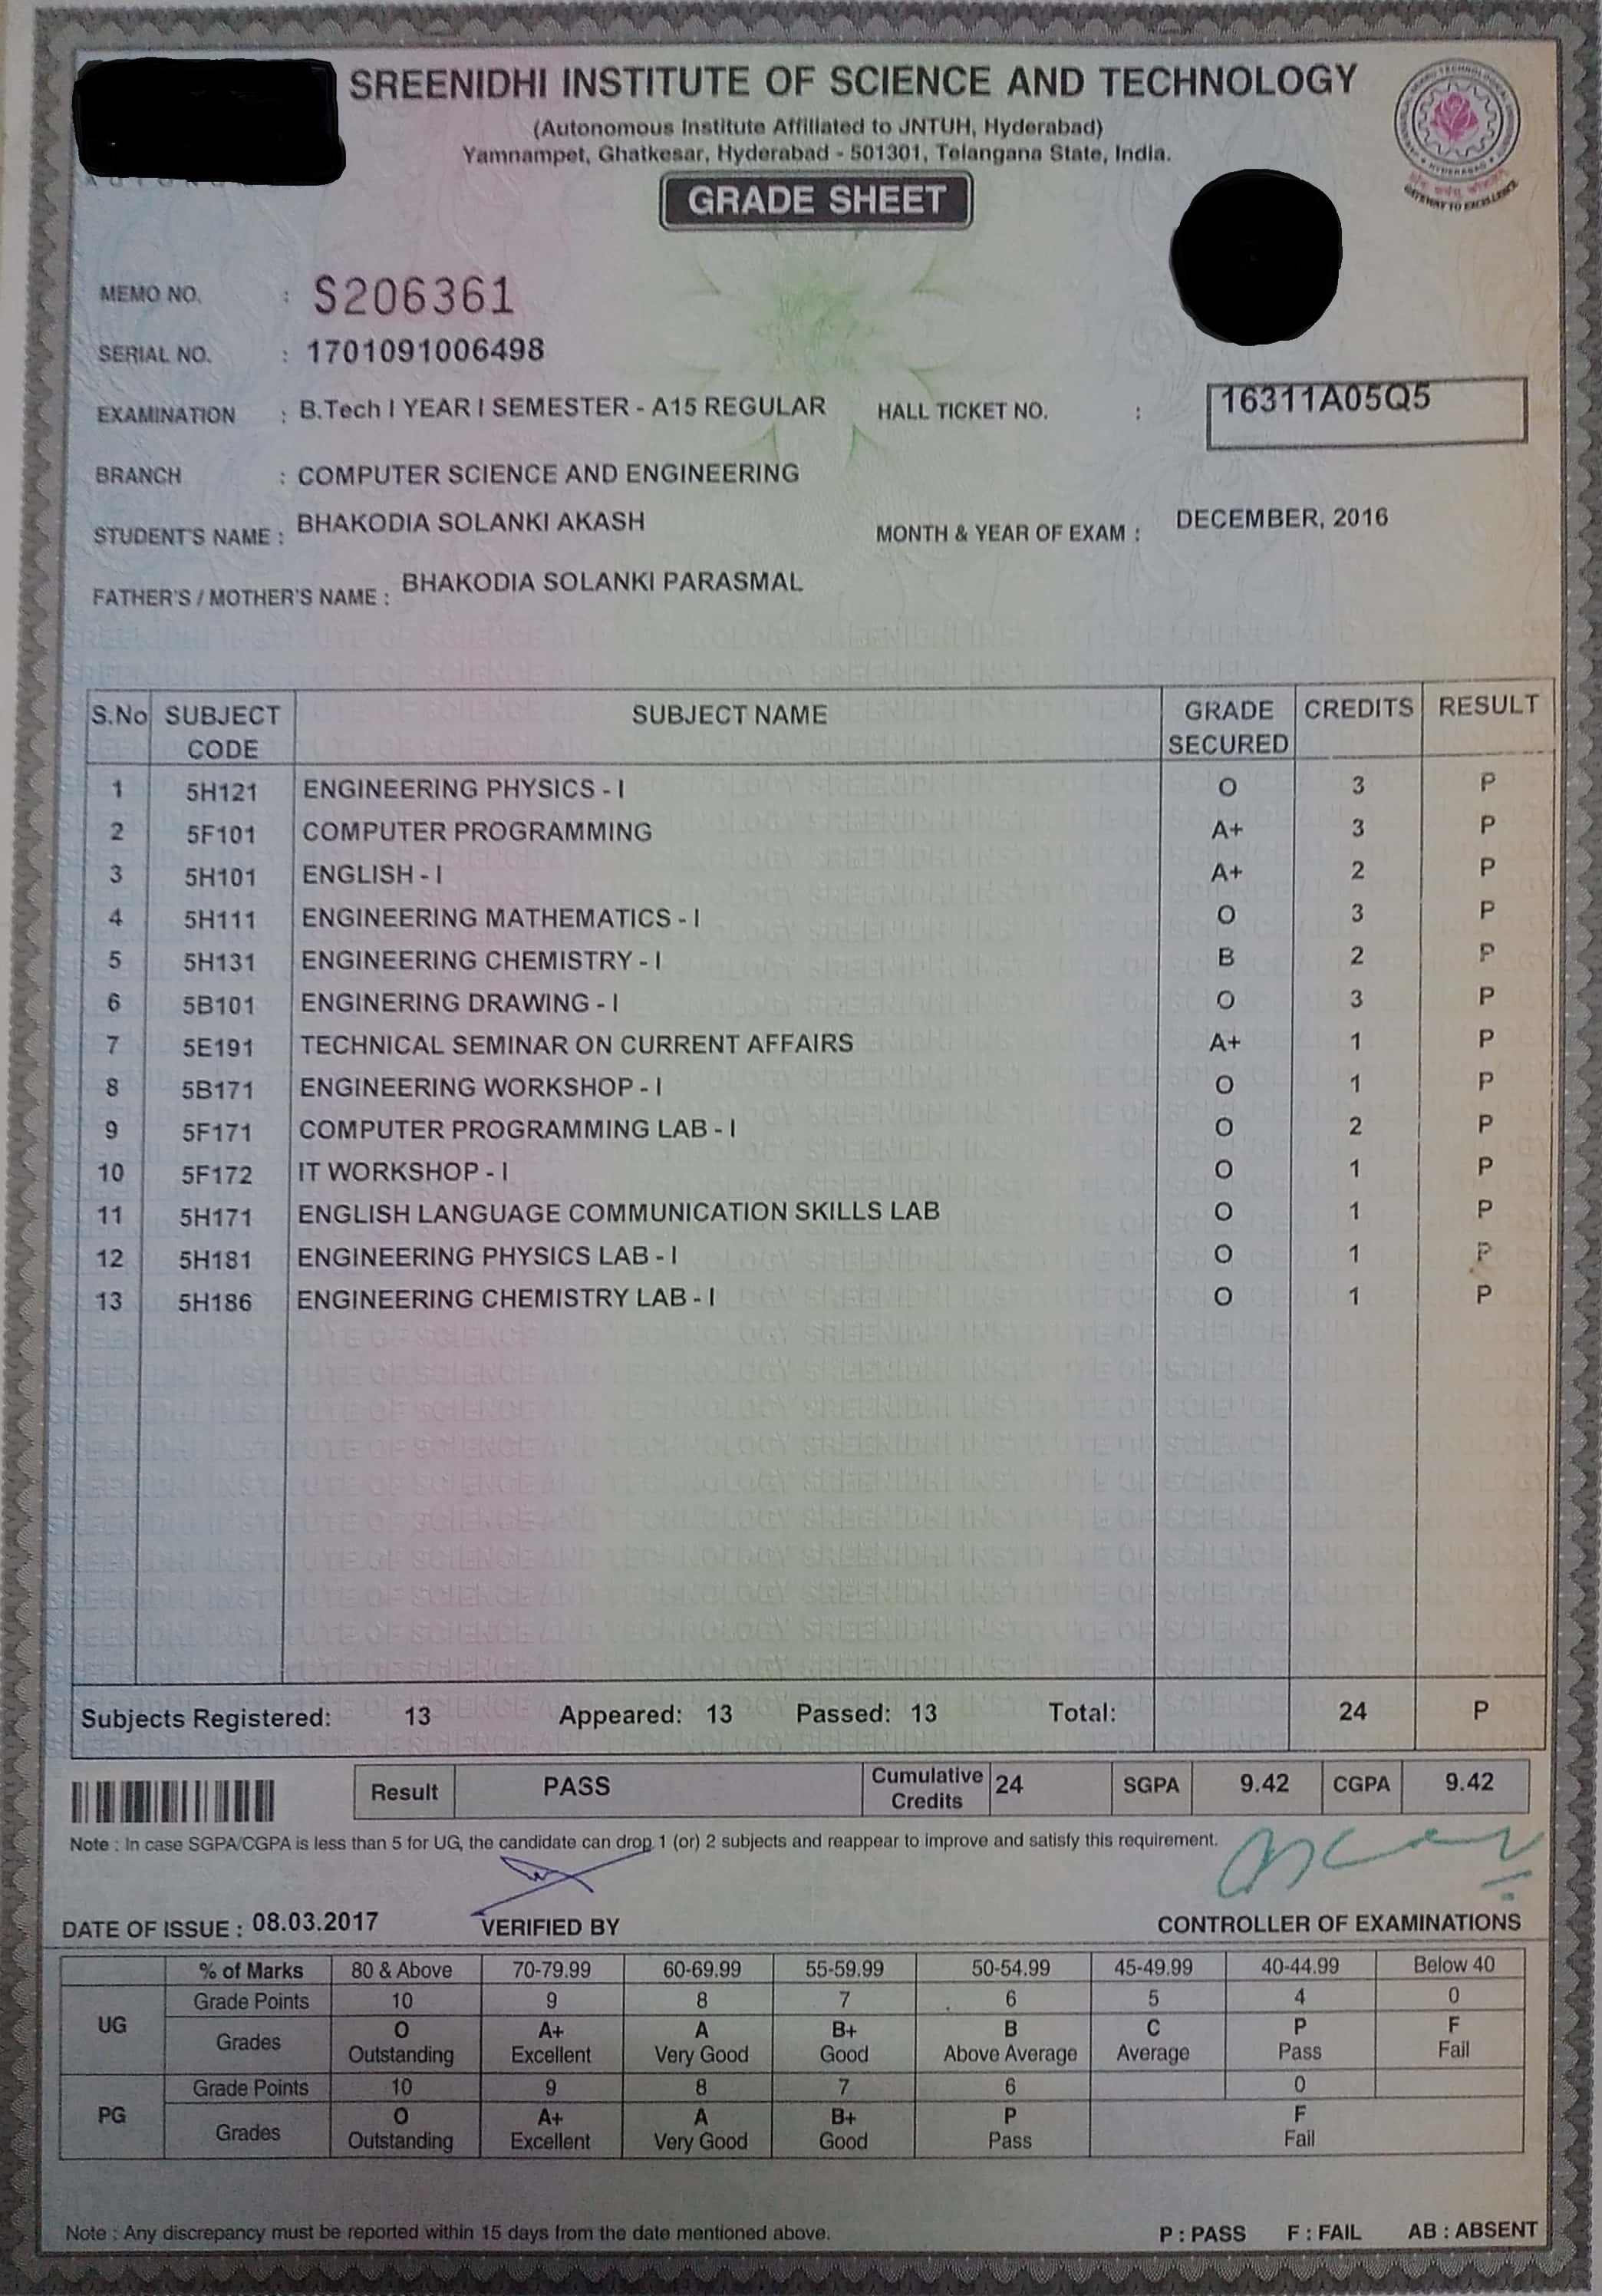 SREENIDHI INSTITUTE OF SCIENCE AND TECHNOLOGY
(Autonomous Institute Affiliated to JNTUH, Hyderabad)
Yamnampet, Ghatkesar, Hyderabad - 501301, Telangana State, India.
GRADE SHEET
GATEWAY TO EXCELLENCE
MEMO NO. : S206361
SERIAL NO. : 1701091006498
EXAMINATION : B.Tech I YEAR I SEMESTER - A15 REGULAR HALL TICKET NO. : 16311A05Q5
BRANCH : COMPUTER SCIENCE AND ENGINEERING
STUDENT'S NAME : BHAKODIA SOLANKI AKASH MONTH & YEAR OF EXAM : DECEMBER, 2016
FATHER'S / MOTHER'S NAME : BHAKODIA SOLANKI PARASMAL
S.No SUBJECT CODE SUBJECT NAME GRADE SECURED CREDITS RESULT
1 5H121 ENGINEERING PHYSICS - I O 3 P
2 5F101 COMPUTER PROGRAMMING A+ 3 P
3 5H101 ENGLISH - I A+ 2 P
4 5H111 ENGINEERING MATHEMATICS - I O 3 P
5 5H131 ENGINEERING CHEMISTRY - I B 2 P
6 5B101 ENGINERING DRAWING - I O 3 P
7 5E191 TECHNICAL SEMINAR ON CURRENT AFFAIRS A+ 1 P
8 5B171 ENGINEERING WORKSHOP - I O 1 P
9 5F171 COMPUTER PROGRAMMING LAB - I O 2 P
10 5F172 IT WORKSHOP - I O 1 P
11 5H171 ENGLISH LANGUAGE COMMUNICATION SKILLS LAB O 1 P
12 5H181 ENGINEERING PHYSICS LAB - I O 1 P
13 5H186 ENGINEERING CHEMISTRY LAB - I O 1 P
Subjects Registered: 13 Appeared: 13 Passed: 13 Total: 24 P
Result PASS Cumulative Credits 24 SGPA 9.42 CGPA 9.42
Note : In case SGPA/CGPA is less than 5 for UG, the candidate can drop 1 (or) 2 subjects and reappear to improve and satisfy this requirement.
DATE OF ISSUE : 08.03.2017 VERIFIED BY CONTROLLER OF EXAMINATIONS
% of Marks 80 & Above 70-79.99 60-69.99 55-59.99 50-54.99 45-49.99 40-44.99 Below 40
UG Grade Points 10 9 8 7 6 5 4 0
Grades O Outstanding A+ Excellent A Very Good B+ Good B Above Average C Average P Pass F Fail
PG Grade Points 10 9 8 7 6 0
Grades O Outstanding A+ Excellent A Very Good B+ Good P Pass F Fail
Note : Any discrepancy must be reported within 15 days from the date mentioned above.
P : PASS F : FAIL AB : ABSENT